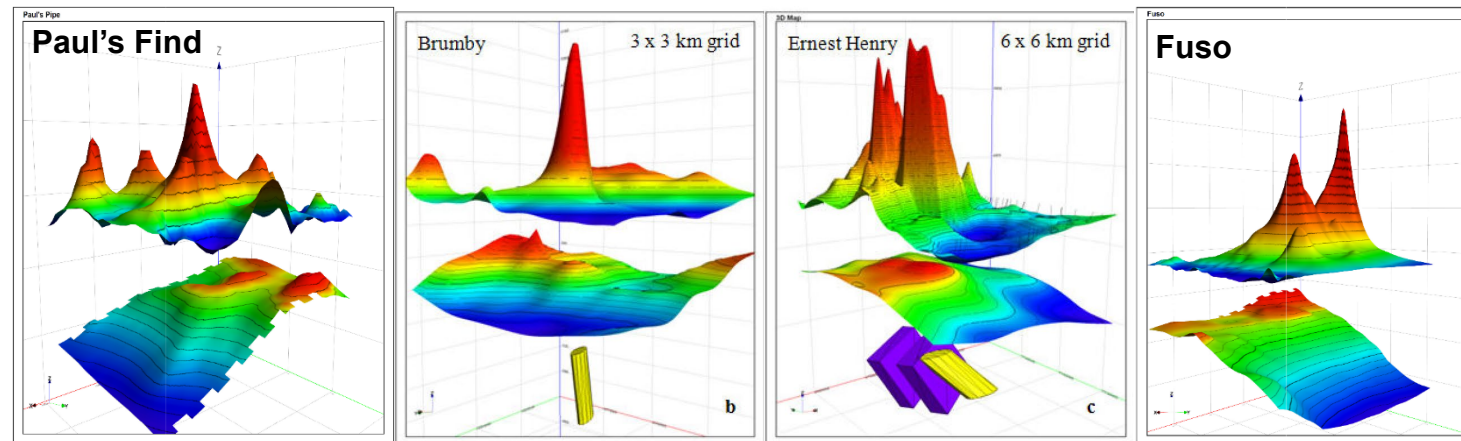 Paul's Pipe
Paul's Find
Z
Brumby
3 x 3 km grid
b
3D Map
Ernest Henry
6 x 6 km grid
c
Fuso
Fuso
Z